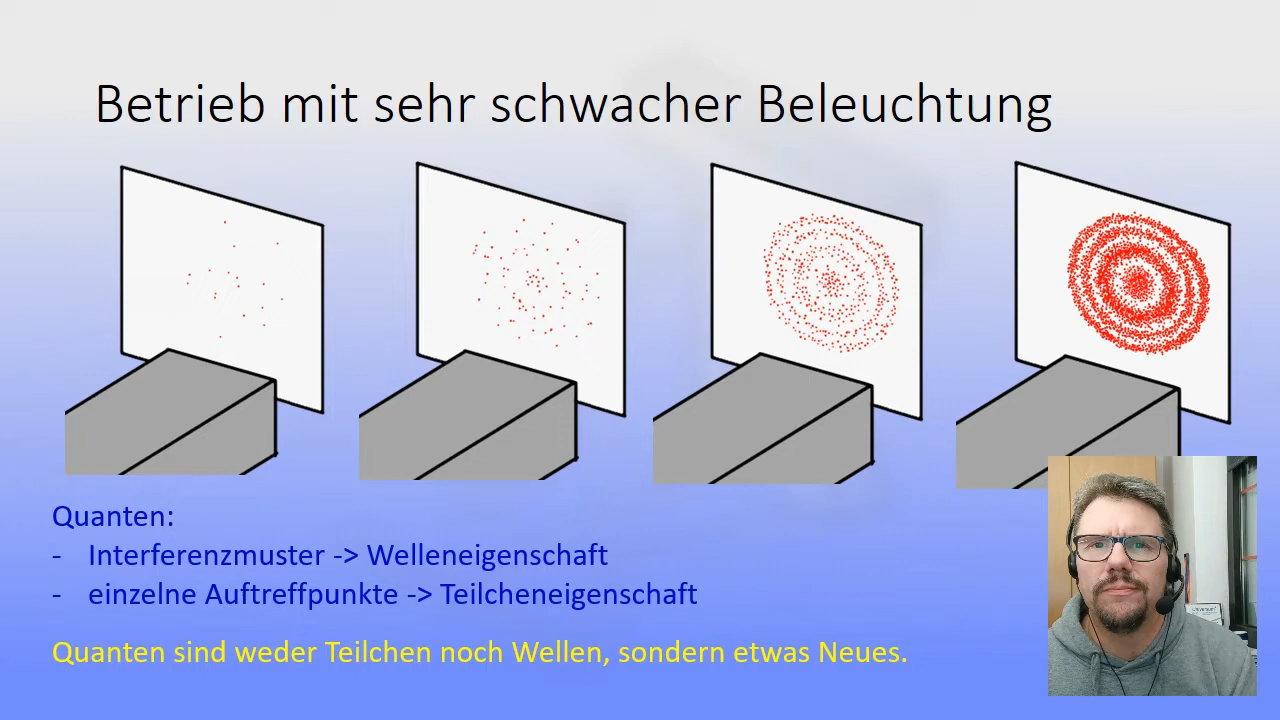 Betrieb mit sehr schwacher Beleuchtung
Quanten:
- Interferenzmuster -> Welleneigenschaft
- einzelne Auftreffpunkte -> Teilcheneigenschaft
Quanten sind weder Teilchen noch Wellen, sondern etwas Neues.